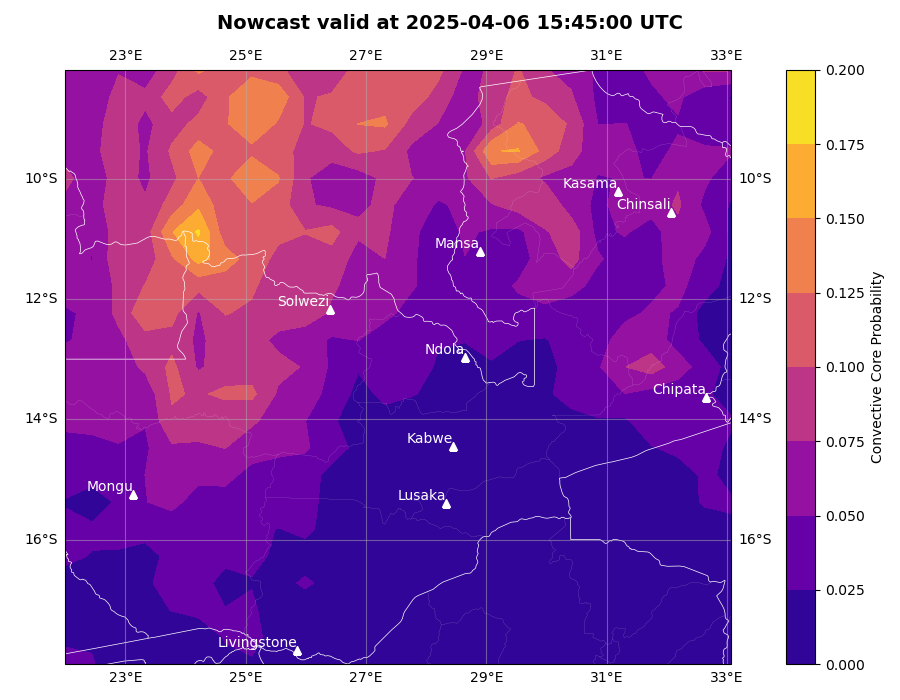 Nowcast valid at 2025-04-06 15:45:00 UTC
23°E 25°E 27°E 29°E 31°E 33°E
0.200
0.175
10°S 10°S
Kasama
Chinsali
0.150
Mansa
12°S 12°S
Solwezi
0.125
Ndola
0.100
Chipata
14°S 14°S
Kabwe
0.075
Mongu
Lusaka
0.050
16°S 16°S
0.025
Livingstone
0.000
23°E 25°E 27°E 29°E 31°E 33°E
Convective Core Probability